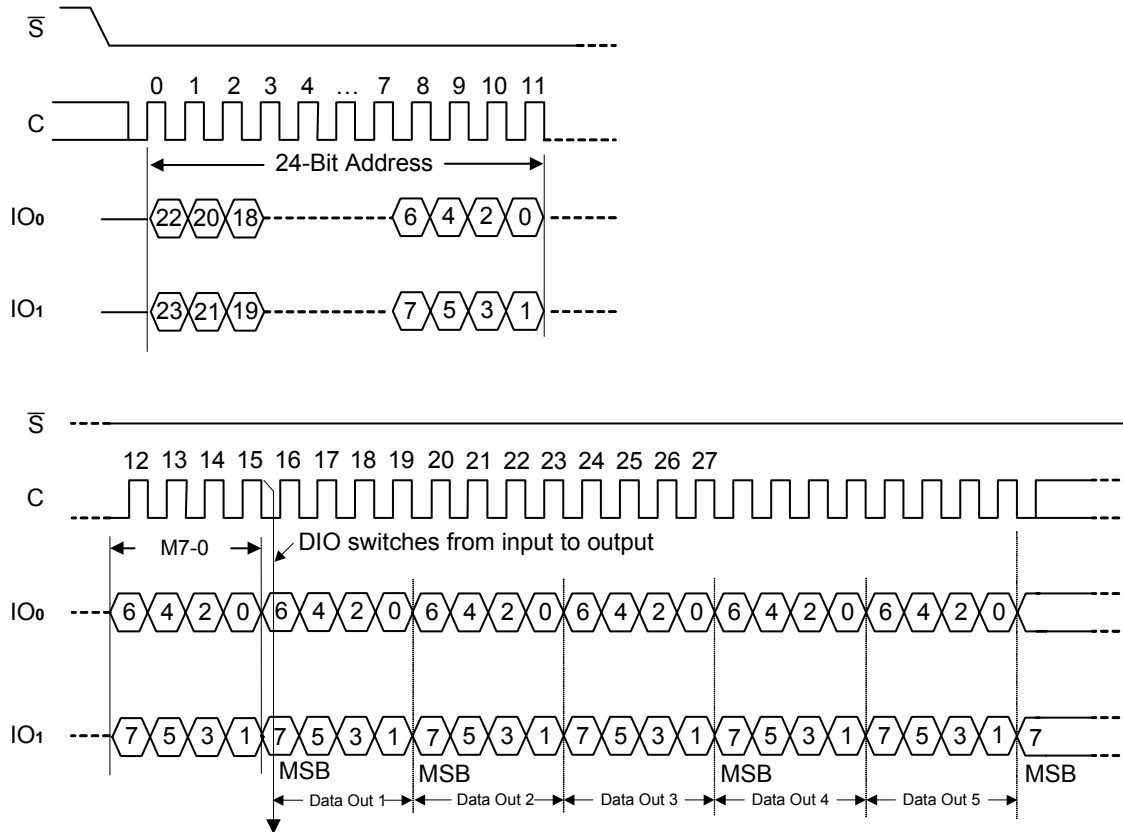 S̅
0 1 2 3 4 ... 7 8 9 10 11
C
24-Bit Address
IO0 22 20 18 6 4 2 0
IO1 23 21 19 7 5 3 1
S̅
12 13 14 15 16 17 18 19 20 21 22 23 24 25 26 27
C
M7-0 DIO switches from input to output
IO0 6 4 2 0 6 4 2 0 6 4 2 0 6 4 2 0 6 4 2 0 6 4 2 0
IO1 7 5 3 1 7 5 3 1 7 5 3 1 7 5 3 1 7 5 3 1 7 5 3 1 7
MSB MSB MSB MSB
Data Out 1 Data Out 2 Data Out 3 Data Out 4 Data Out 5